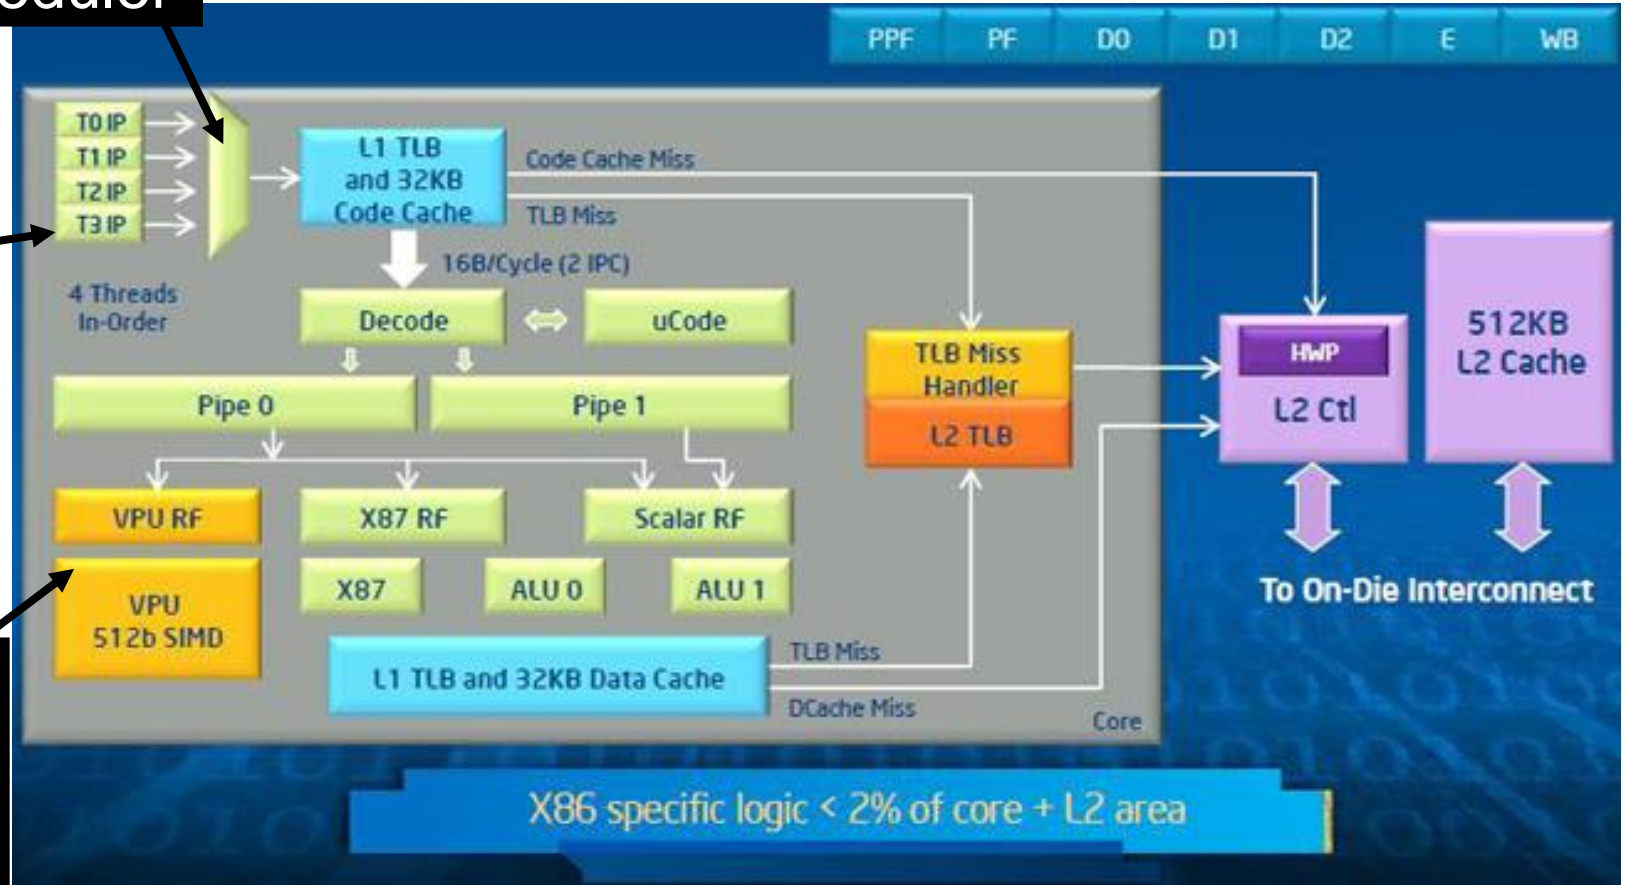 PPF PF D0 D1 D2 E WB
T0 IP
T1 IP
T2 IP
T3 IP
L1 TLB
and 32KB
Code Cache
Code Cache Miss
TLB Miss
16B/Cycle (2 IPC)
4 Threads
In-Order
Decode
uCode
Pipe 0
Pipe 1
TLB Miss
Handler
L2 TLB
HWP
L2 Ctl
512KB
L2 Cache
VPU RF
X87 RF
Scalar RF
VPU
512b SIMD
X87
ALU 0
ALU 1
To On-Die Interconnect
L1 TLB and 32KB Data Cache
TLB Miss
DCache Miss
Core
X86 specific logic < 2% of core + L2 area